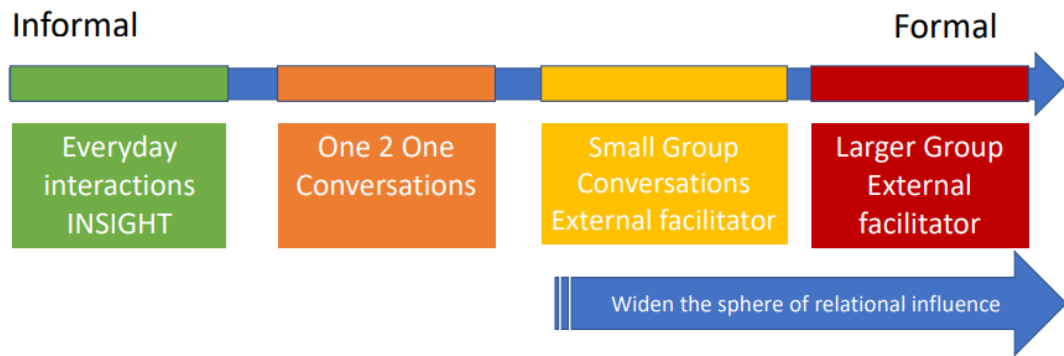 Informal
Formal
Everyday
interactions
INSIGHT
One 2 One
Conversations
Small Group
Conversations
External facilitator
Larger Group
External
facilitator
Widen the sphere of relational influence